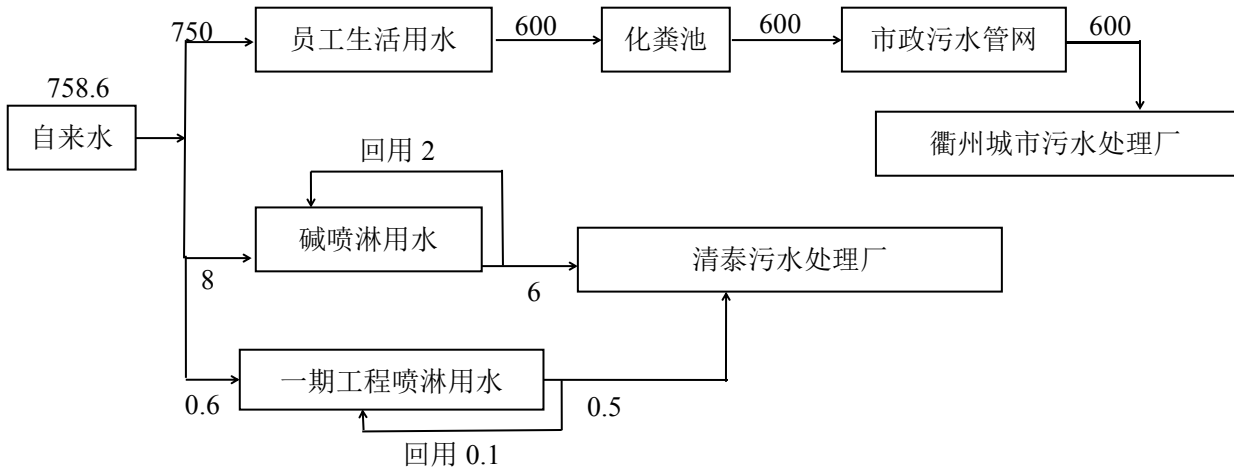 750
员工生活用水
600
化粪池
600
市政污水管网
600
758.6
自来水
衢州城市污水处理厂
回用 2
碱喷淋用水
清泰污水处理厂
8
6
一期工程喷淋用水
0.6
0.5
回用 0.1